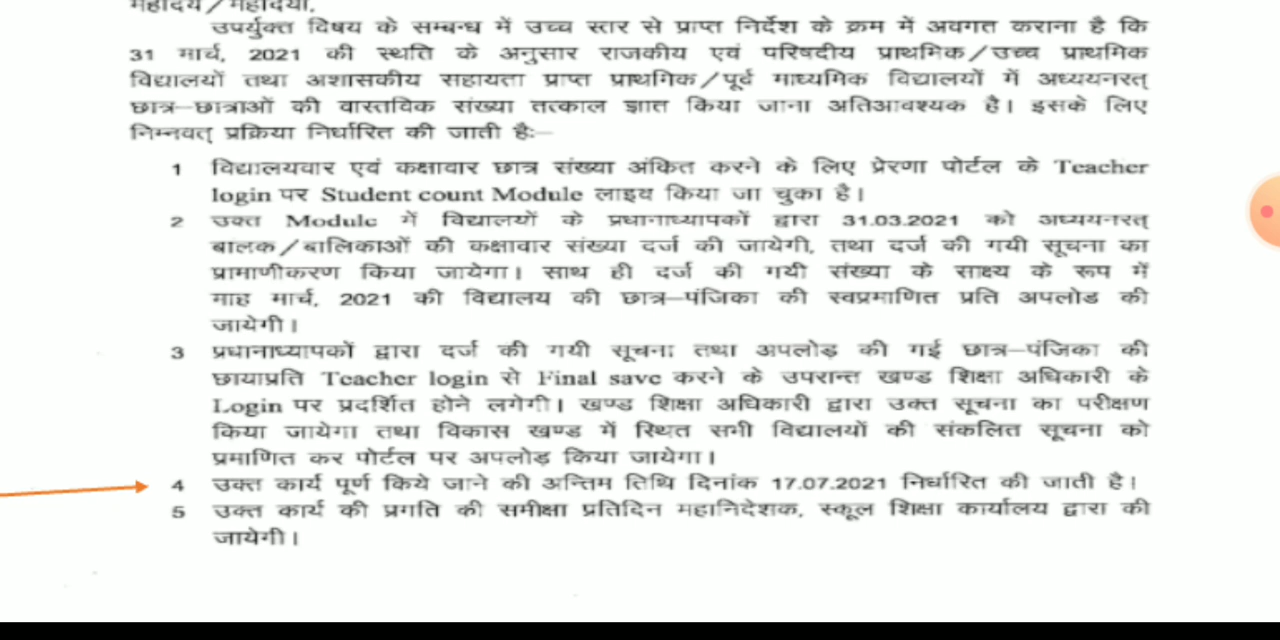 महोदय/महोदया,
उपर्युक्त विषय के सम्बन्ध में उच्च स्तर से प्राप्त निर्देश के क्रम में अवगत कराना है कि
31 मार्च, 2021 की स्थति के अनुसार राजकीय एवं परिषदीय प्राथमिक/उच्च प्राथमिक
विद्यालयों तथा अशासकीय सहायता प्राप्त प्राथमिक/पूर्व माध्यमिक विद्यालयों में अध्ययनरत्
छात्र–छात्राओं की वास्तविक संख्या तत्काल ज्ञात किया जाना अतिआवश्यक है। इसके लिए
निम्नवत् प्रक्रिया निर्धारित की जाती हैः–
1 विद्यालयवार एवं कक्षावार छात्र संख्या अंकित करने के लिए प्रेरणा पोर्टल के Teacher
login पर Student count Module लाइव किया जा चुका है।
2 उक्त Module में विद्यालयों के प्रधानाध्यापकों द्वारा 31.03.2021 को अध्ययनरत्
बालक/बालिकाओं की कक्षावार संख्या दर्ज की जायेगी, तथा दर्ज की गयी सूचना का
प्रामाणीकरण किया जायेगा। साथ ही दर्ज की गयी संख्या के साक्ष्य के रूप में
माह मार्च, 2021 की विद्यालय की छात्र–पंजिका की स्वप्रमाणित प्रति अपलोड की
जायेगी।
3 प्रधानाध्यापकों द्वारा दर्ज की गयी सूचना तथा अपलोड़ की गई छात्र–पंजिका की
छायाप्रति Teacher login से Final save करने के उपरान्त खण्ड शिक्षा अधिकारी के
Login पर प्रदर्शित होने लगेगी। खण्ड शिक्षा अधिकारी द्वारा उक्त सूचना का परीक्षण
किया जायेगा तथा विकास खण्ड में स्थित सभी विद्यालयों की संकलित सूचना को
प्रमाणित कर पोर्टल पर अपलोड़ किया जायेगा।
4 उक्त कार्य पूर्ण किये जाने की अन्तिम तिथि दिनांक 17.07.2021 निर्धारित की जाती है।
5 उक्त कार्य की प्रगति की समीक्षा प्रतिदिन महानिदेशक, स्कूल शिक्षा कार्यालय द्वारा की
जायेगी।